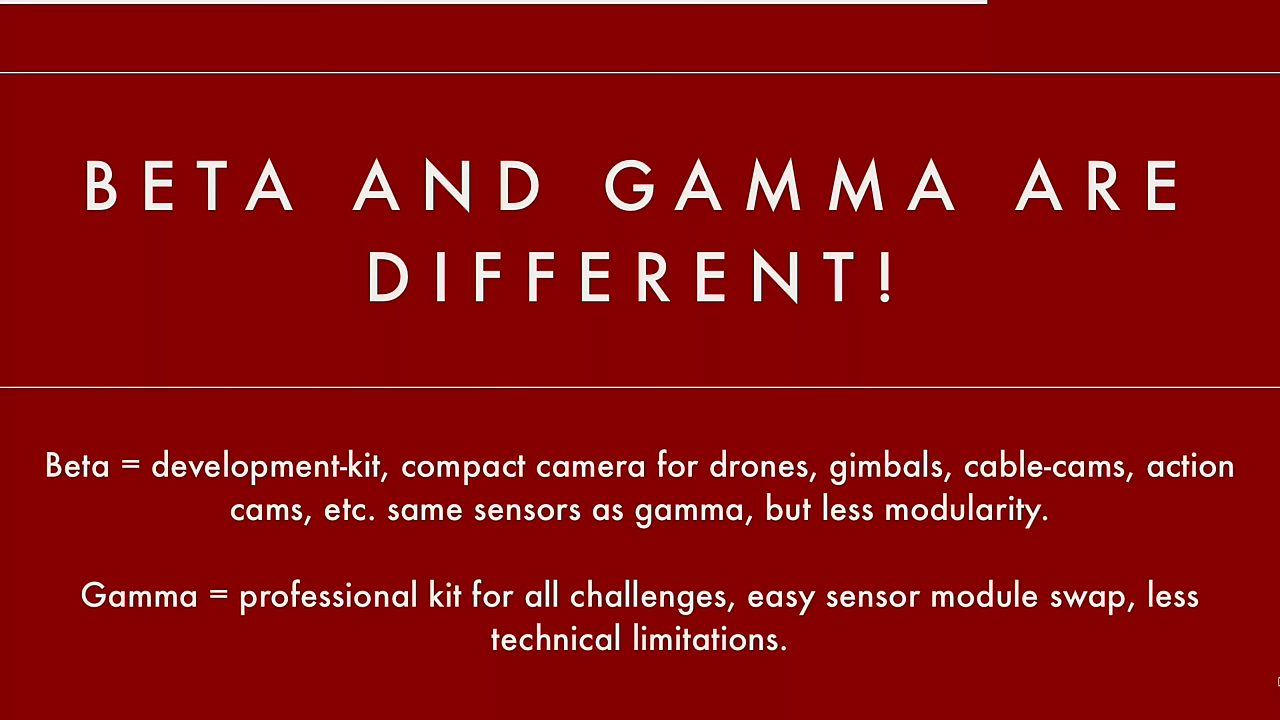 BETA AND GAMMA ARE
DIFFERENT!
Beta = development-kit, compact camera for drones, gimbals, cable-cams, action
cams, etc. same sensors as gamma, but less modularity.
Gamma = professional kit for all challenges, easy sensor module swap, less
technical limitations.